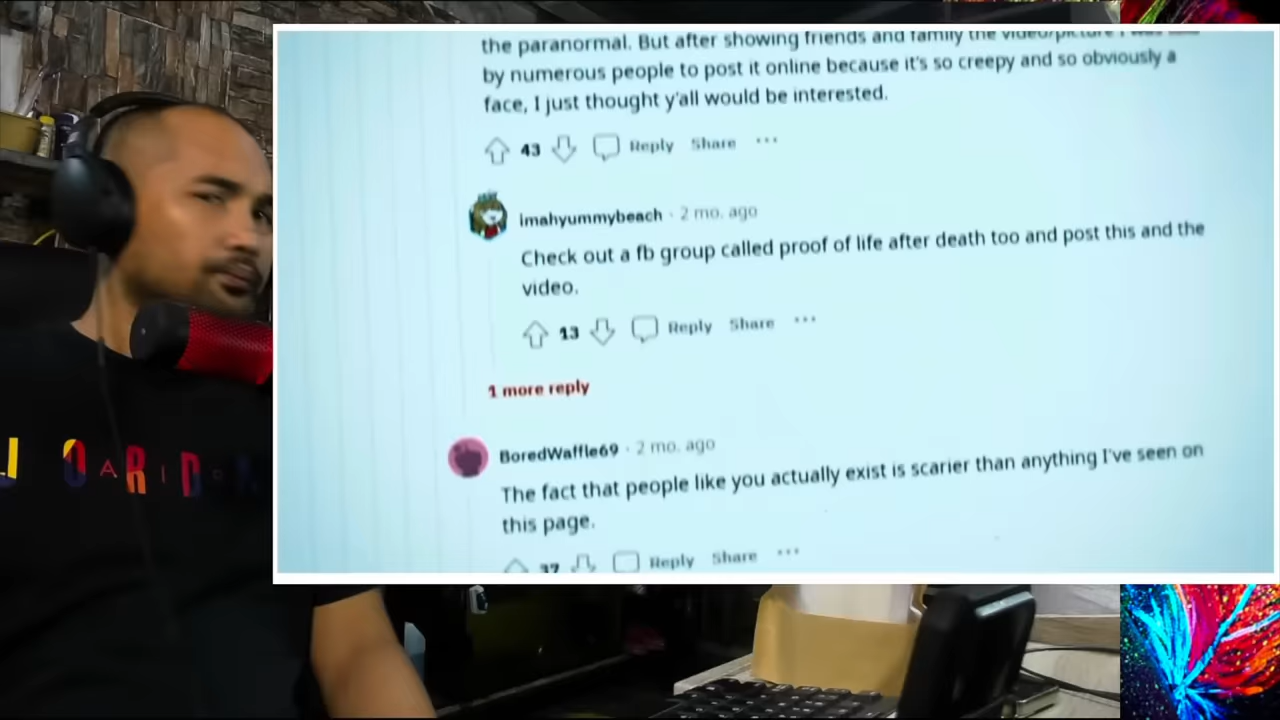 the paranormal. But after showing friends and family the video/picture I was
by numerous people to post it online because it's so creepy and so obviously a
face, I just thought y'all would be interested.
43 Reply Share ...
imahyummybeach · 2 mo. ago
Check out a fb group called proof of life after death too and post this and the
video.
13 Reply Share ...
1 more reply
BoredWaffle69 · 2 mo. ago
The fact that people like you actually exist is scarier than anything I've seen on
this page.
37 Reply Share ...